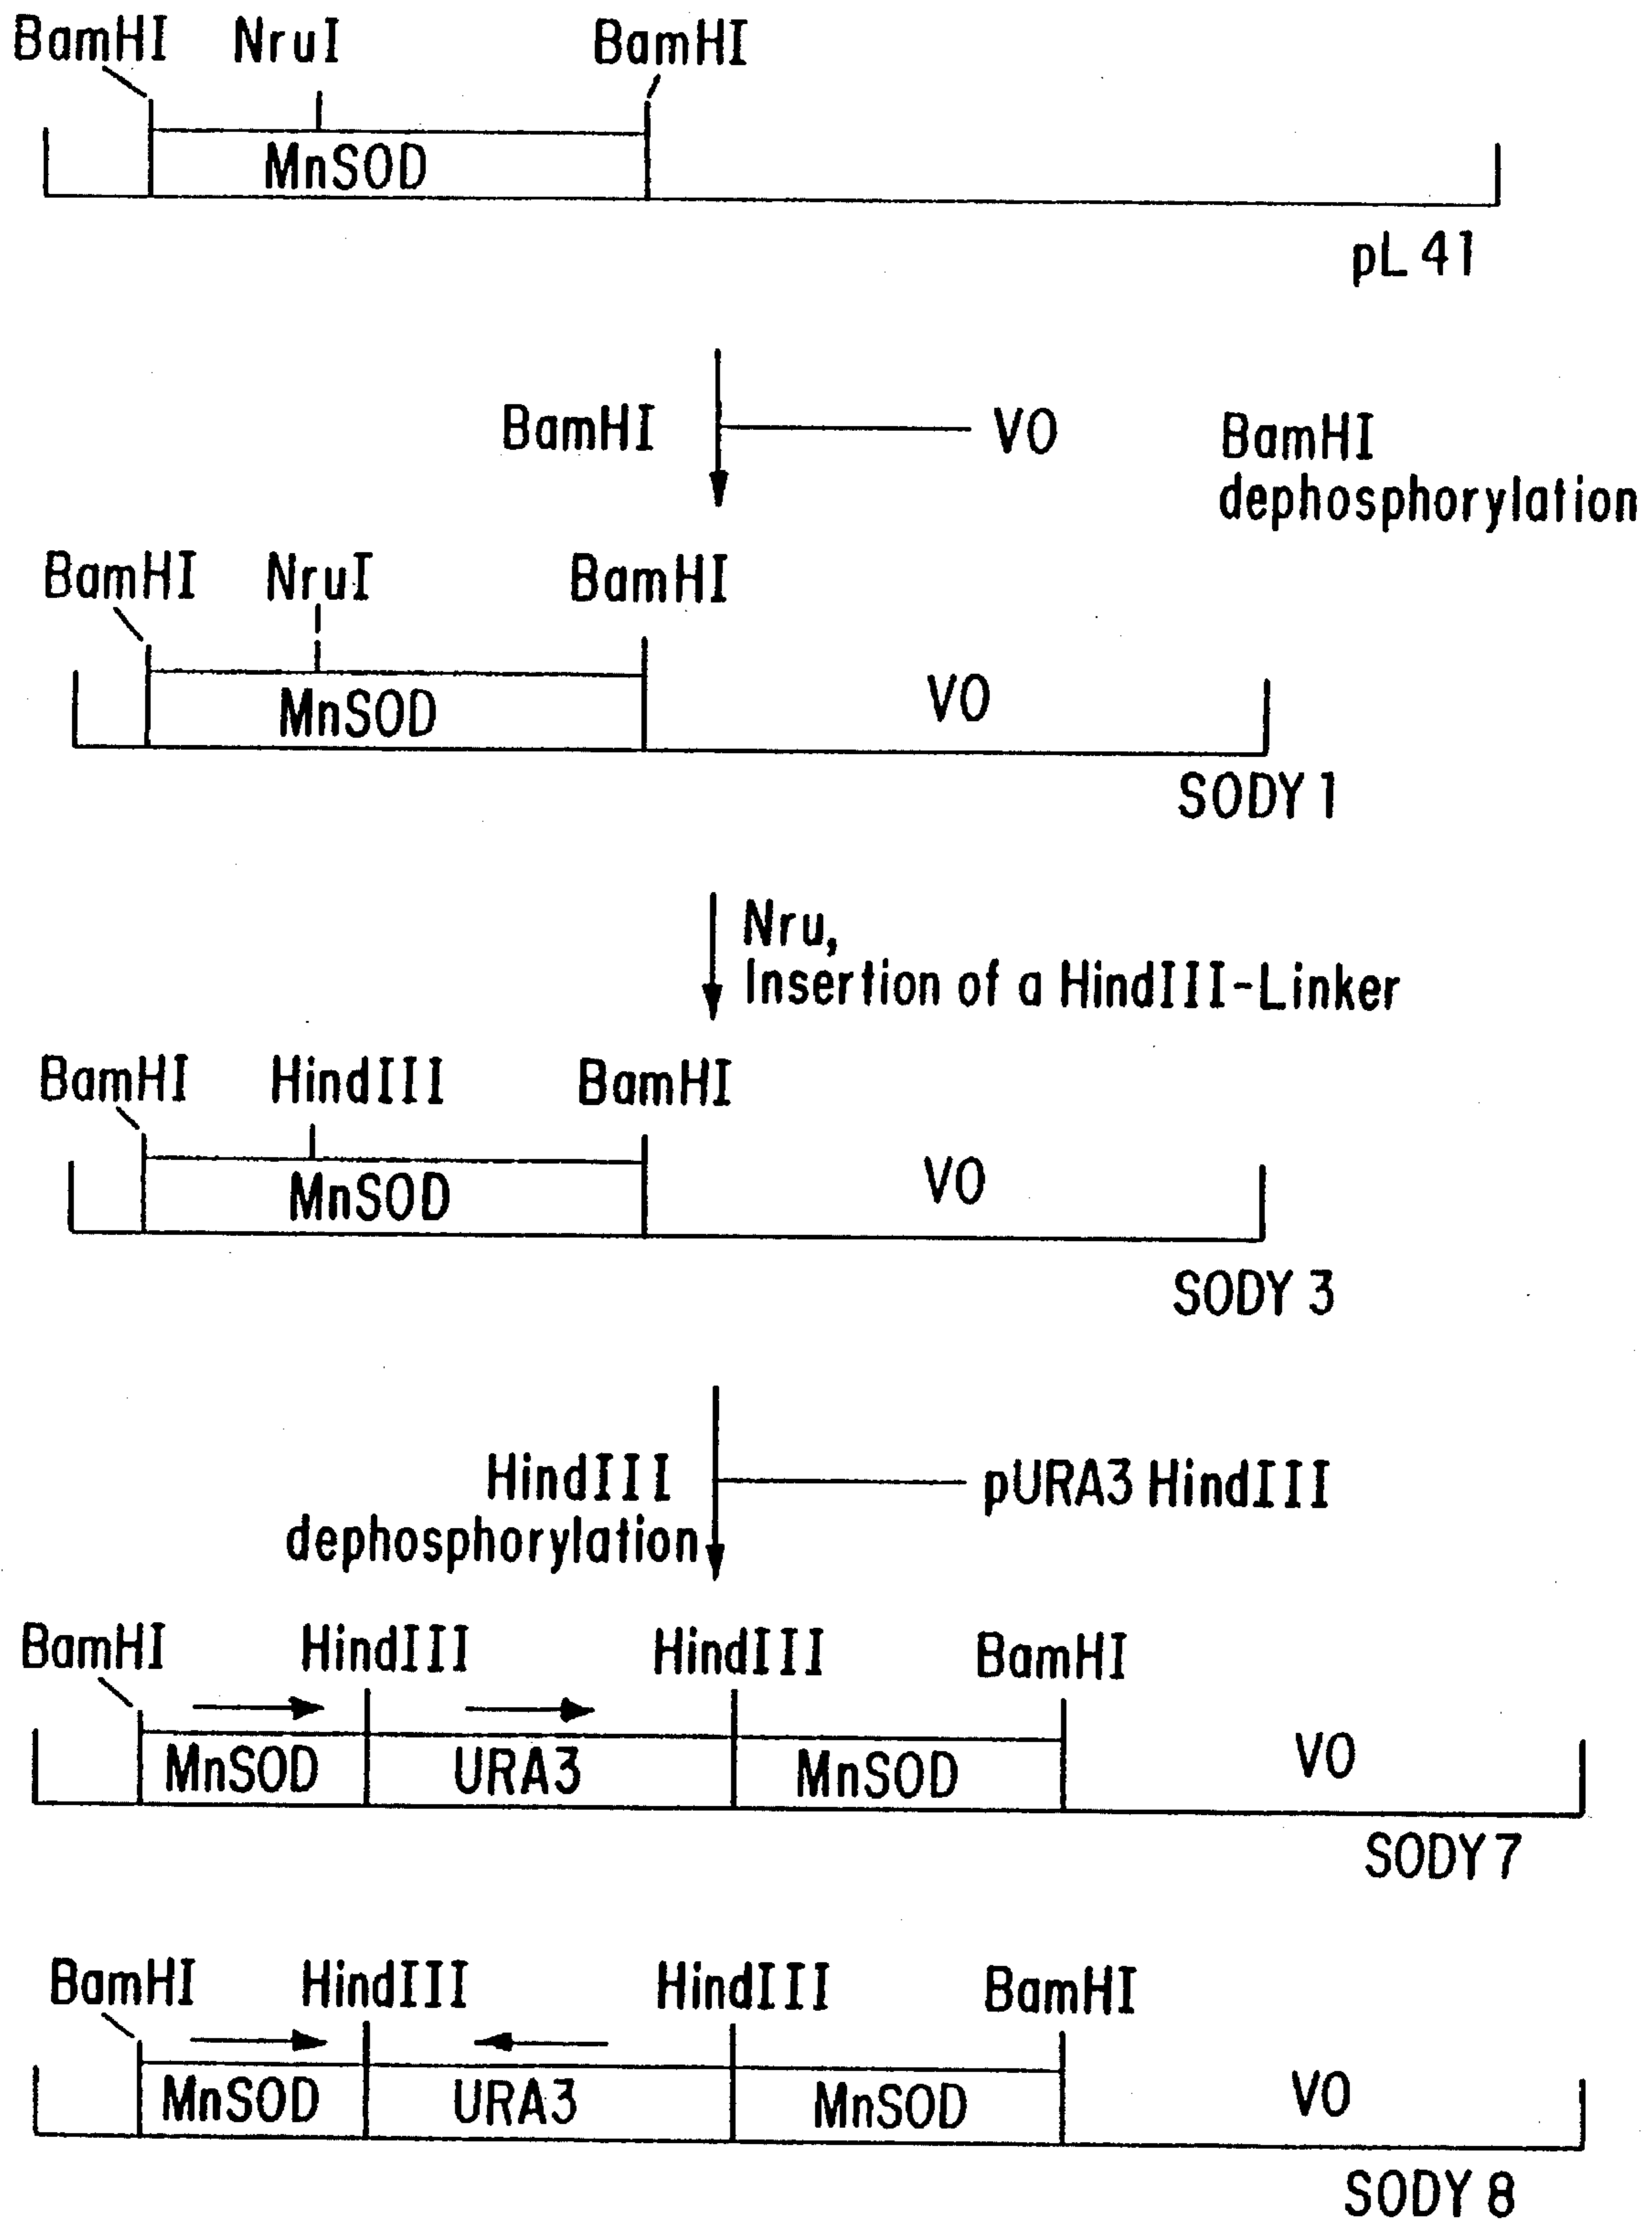 BamHI NruI BamHI
MnSOD
pL 41
BamHI VO BamHI
dephosphorylation
BamHI NruI BamHI
MnSOD VO
SODY 1
Nru,
Insertion of a HindIII-Linker
BamHI HindIII BamHI
MnSOD VO
SODY 3
HindIII pURA3 HindIII
dephosphorylation
BamHI HindIII HindIII BamHI
MnSOD URA3 MnSOD VO
SODY 7
BamHI HindIII HindIII BamHI
MnSOD URA3 MnSOD VO
SODY 8